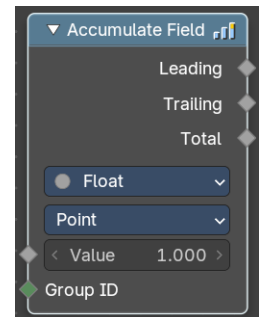 Accumulate Field
Leading
Trailing
Total
Float
Point
Value 1.000
Group ID